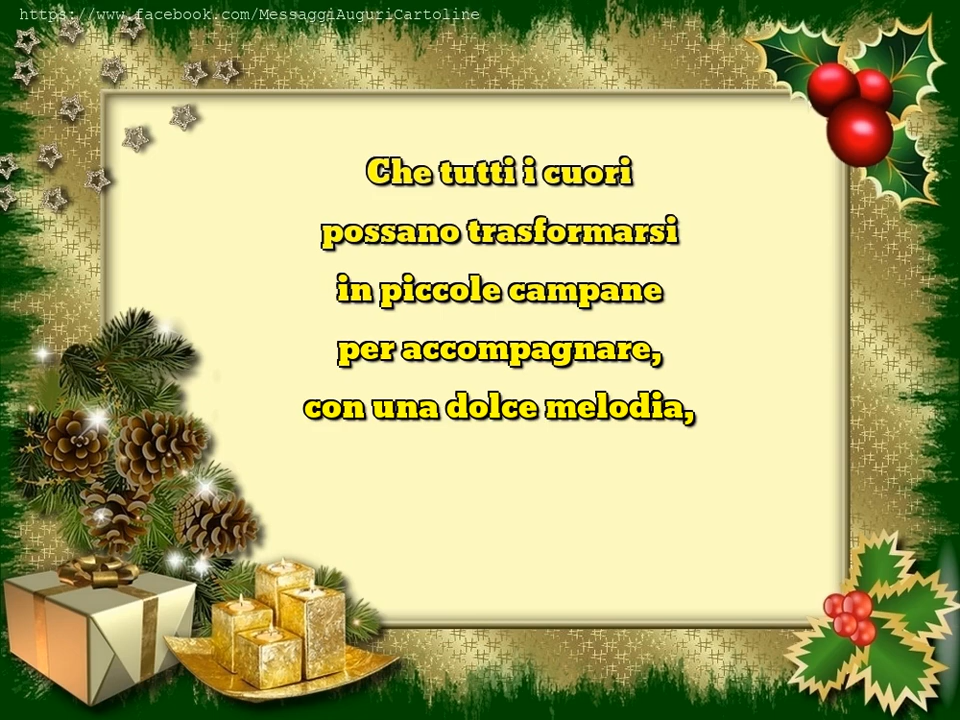 https://www.facebook.com/MessaggiAuguriCartoline
Che tutti i cuori
possano trasformarsi
in piccole campane
per accompagnare,
con una dolce melodia,